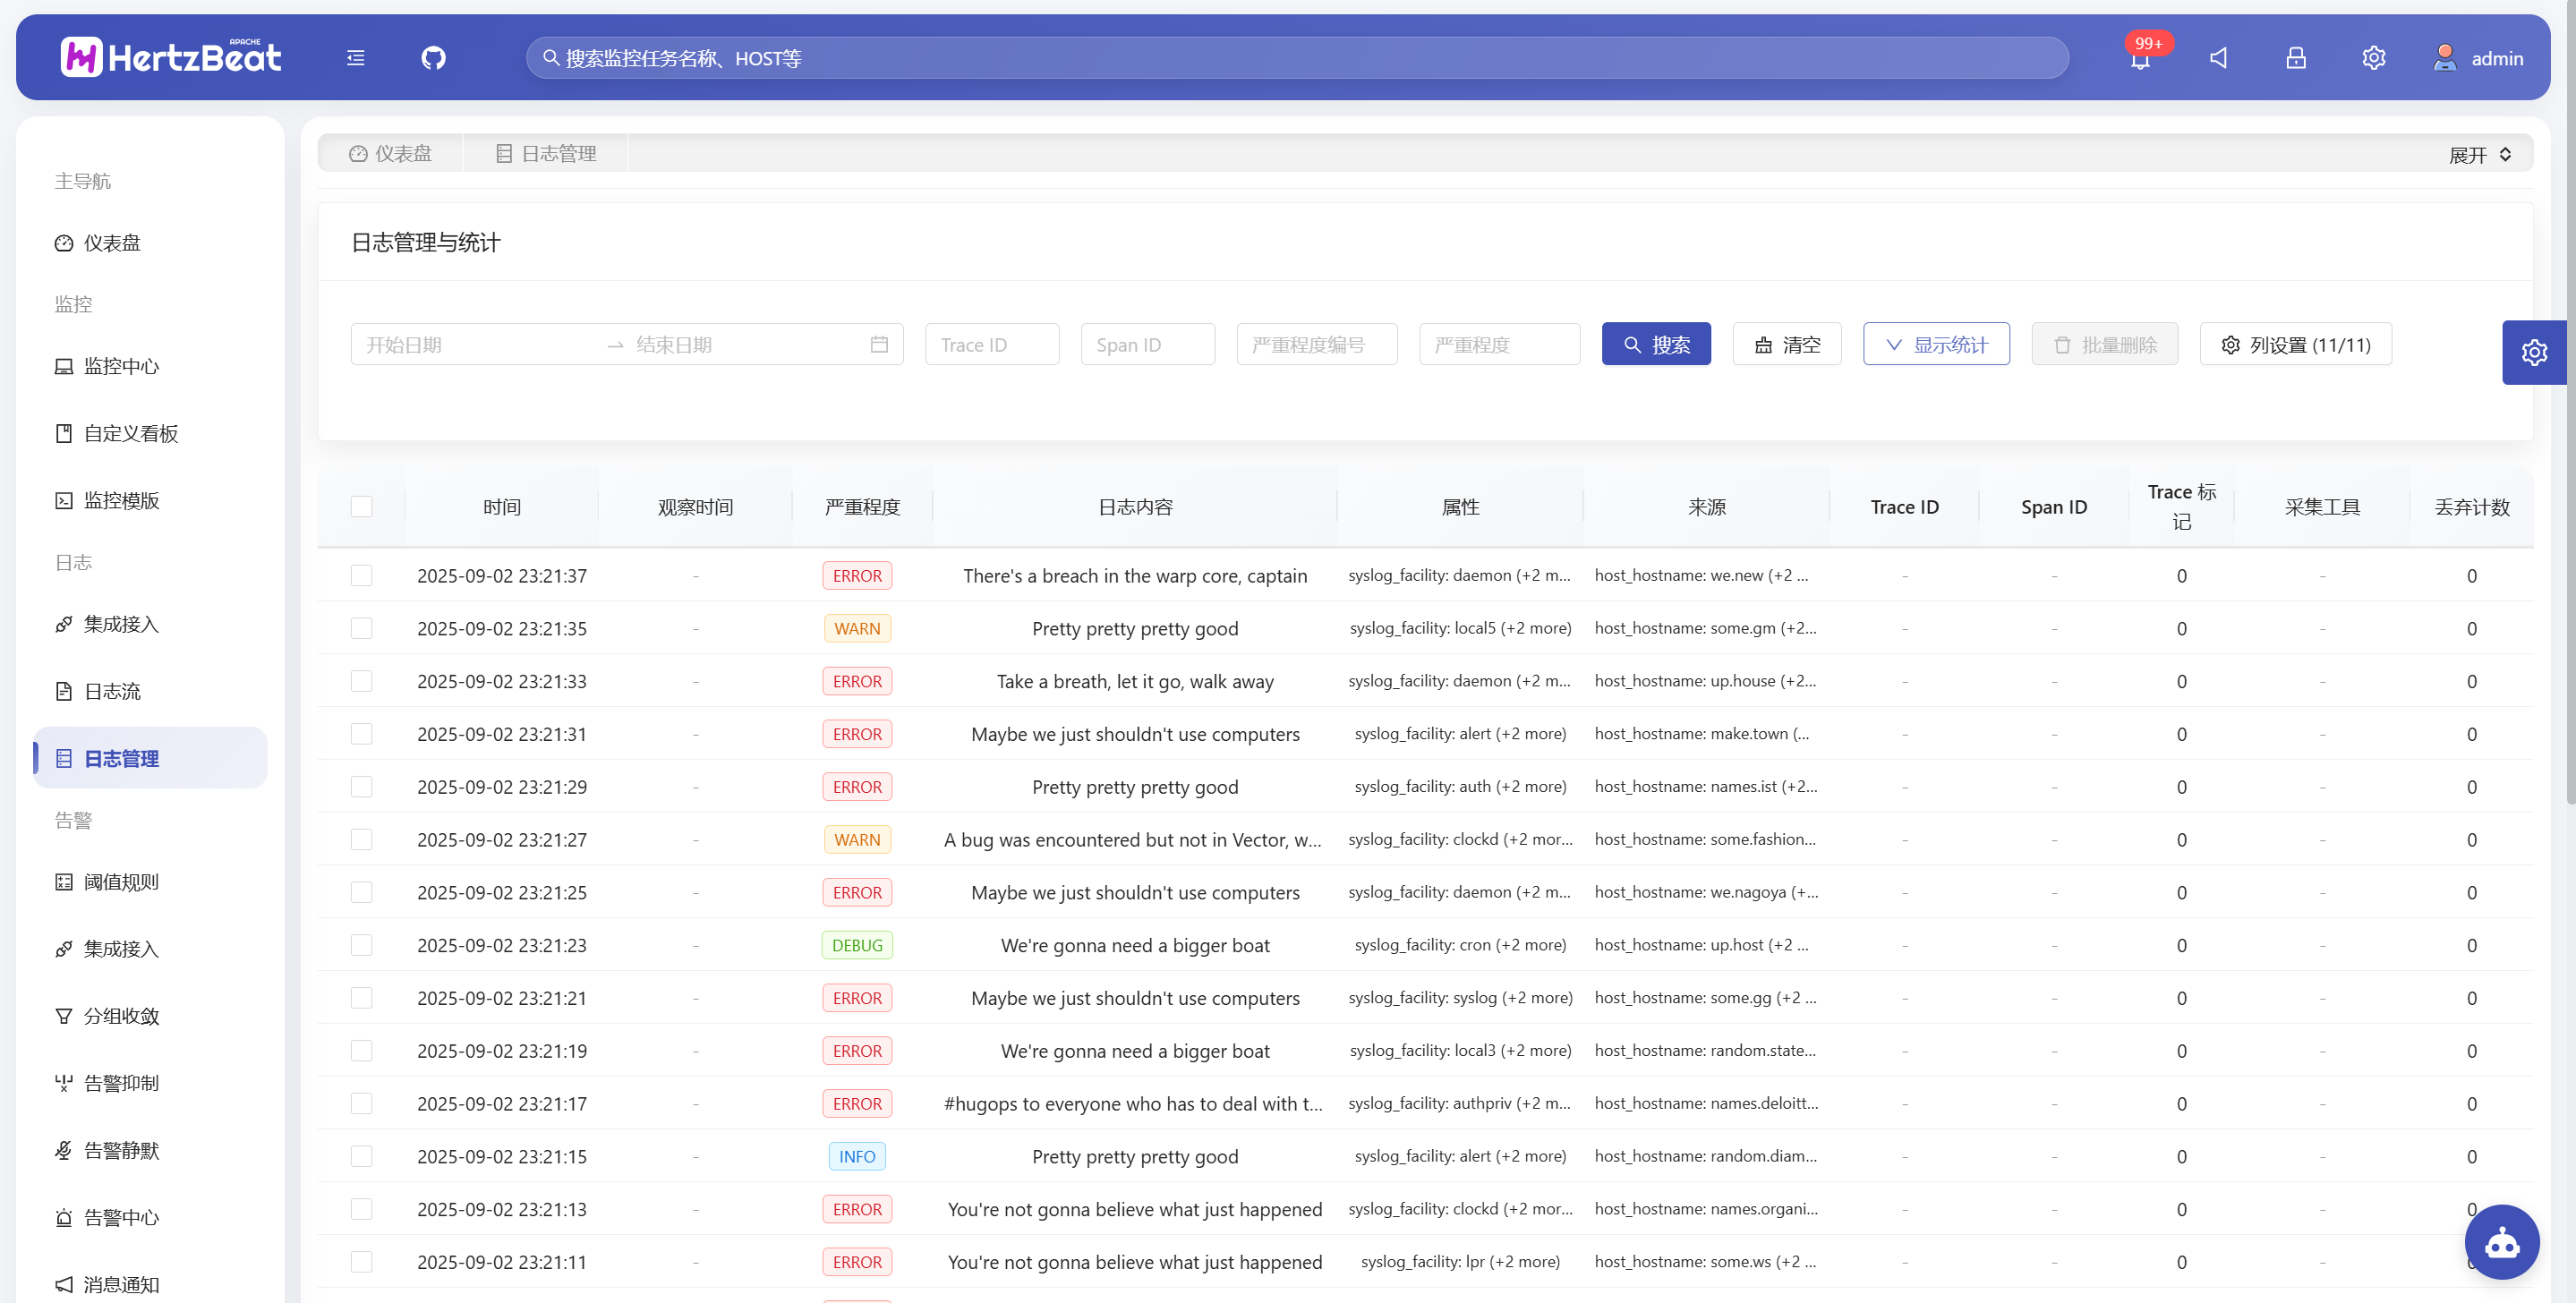 APACHE
HertzBeat
搜索监控任务名称、HOST等
99+
admin
主导航
仪表盘
监控
监控中心
自定义看板
监控模版
日志
集成接入
日志流
日志管理
告警
阈值规则
集成接入
分组收敛
告警抑制
告警静默
告警中心
消息通知
仪表盘 日志管理 展开
日志管理与统计
开始日期 结束日期 Trace ID Span ID 严重程度编号 严重程度 搜索 清空 显示统计 批量删除 列设置 (11/11)
时间 观察时间 严重程度 日志内容 属性 来源 Trace ID Span ID Trace 标记 采集工具 丢弃计数
2025-09-02 23:21:37 - ERROR There's a breach in the warp core, captain syslog_facility: daemon (+2 m... host_hostname: we.new (+2 ... - - 0 - 0
2025-09-02 23:21:35 - WARN Pretty pretty pretty good syslog_facility: local5 (+2 more) host_hostname: some.gm (+2... - - 0 - 0
2025-09-02 23:21:33 - ERROR Take a breath, let it go, walk away syslog_facility: daemon (+2 m... host_hostname: up.house (+2... - - 0 - 0
2025-09-02 23:21:31 - ERROR Maybe we just shouldn't use computers syslog_facility: alert (+2 more) host_hostname: make.town (... - - 0 - 0
2025-09-02 23:21:29 - ERROR Pretty pretty pretty good syslog_facility: auth (+2 more) host_hostname: names.ist (+2... - - 0 - 0
2025-09-02 23:21:27 - WARN A bug was encountered but not in Vector, w... syslog_facility: clockd (+2 mor... host_hostname: some.fashion... - - 0 - 0
2025-09-02 23:21:25 - ERROR Maybe we just shouldn't use computers syslog_facility: daemon (+2 m... host_hostname: we.nagoya (+... - - 0 - 0
2025-09-02 23:21:23 - DEBUG We're gonna need a bigger boat syslog_facility: cron (+2 more) host_hostname: up.host (+2 ... - - 0 - 0
2025-09-02 23:21:21 - ERROR Maybe we just shouldn't use computers syslog_facility: syslog (+2 more) host_hostname: some.gg (+2 ... - - 0 - 0
2025-09-02 23:21:19 - ERROR We're gonna need a bigger boat syslog_facility: local3 (+2 more) host_hostname: random.state... - - 0 - 0
2025-09-02 23:21:17 - ERROR #hugops to everyone who has to deal with t... syslog_facility: authpriv (+2 m... host_hostname: names.deloitt... - - 0 - 0
2025-09-02 23:21:15 - INFO Pretty pretty pretty good syslog_facility: alert (+2 more) host_hostname: random.diam... - - 0 - 0
2025-09-02 23:21:13 - ERROR You're not gonna believe what just happened syslog_facility: clockd (+2 mor... host_hostname: names.organi... - - 0 - 0
2025-09-02 23:21:11 - ERROR You're not gonna believe what just happened syslog_facility: lpr (+2 more) host_hostname: some.ws (+2 ... - - 0 - 0